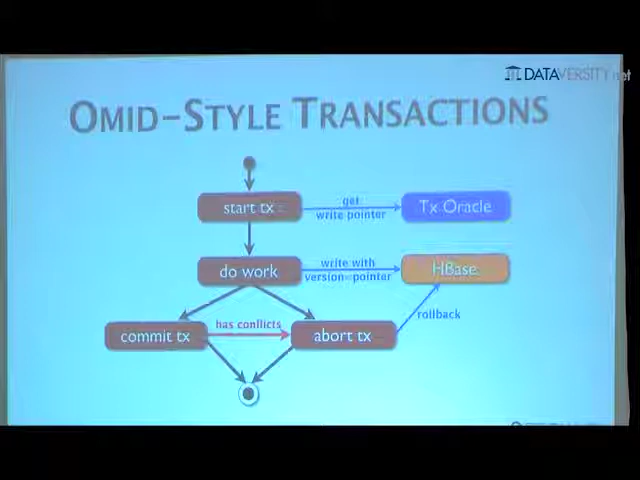 DATAVERSITY.net
OMID-STYLE TRANSACTIONS
start tx
get
write pointer
Tx Oracle
do work
write with
version=pointer
HBase
rollback
commit tx
has conflicts
abort tx